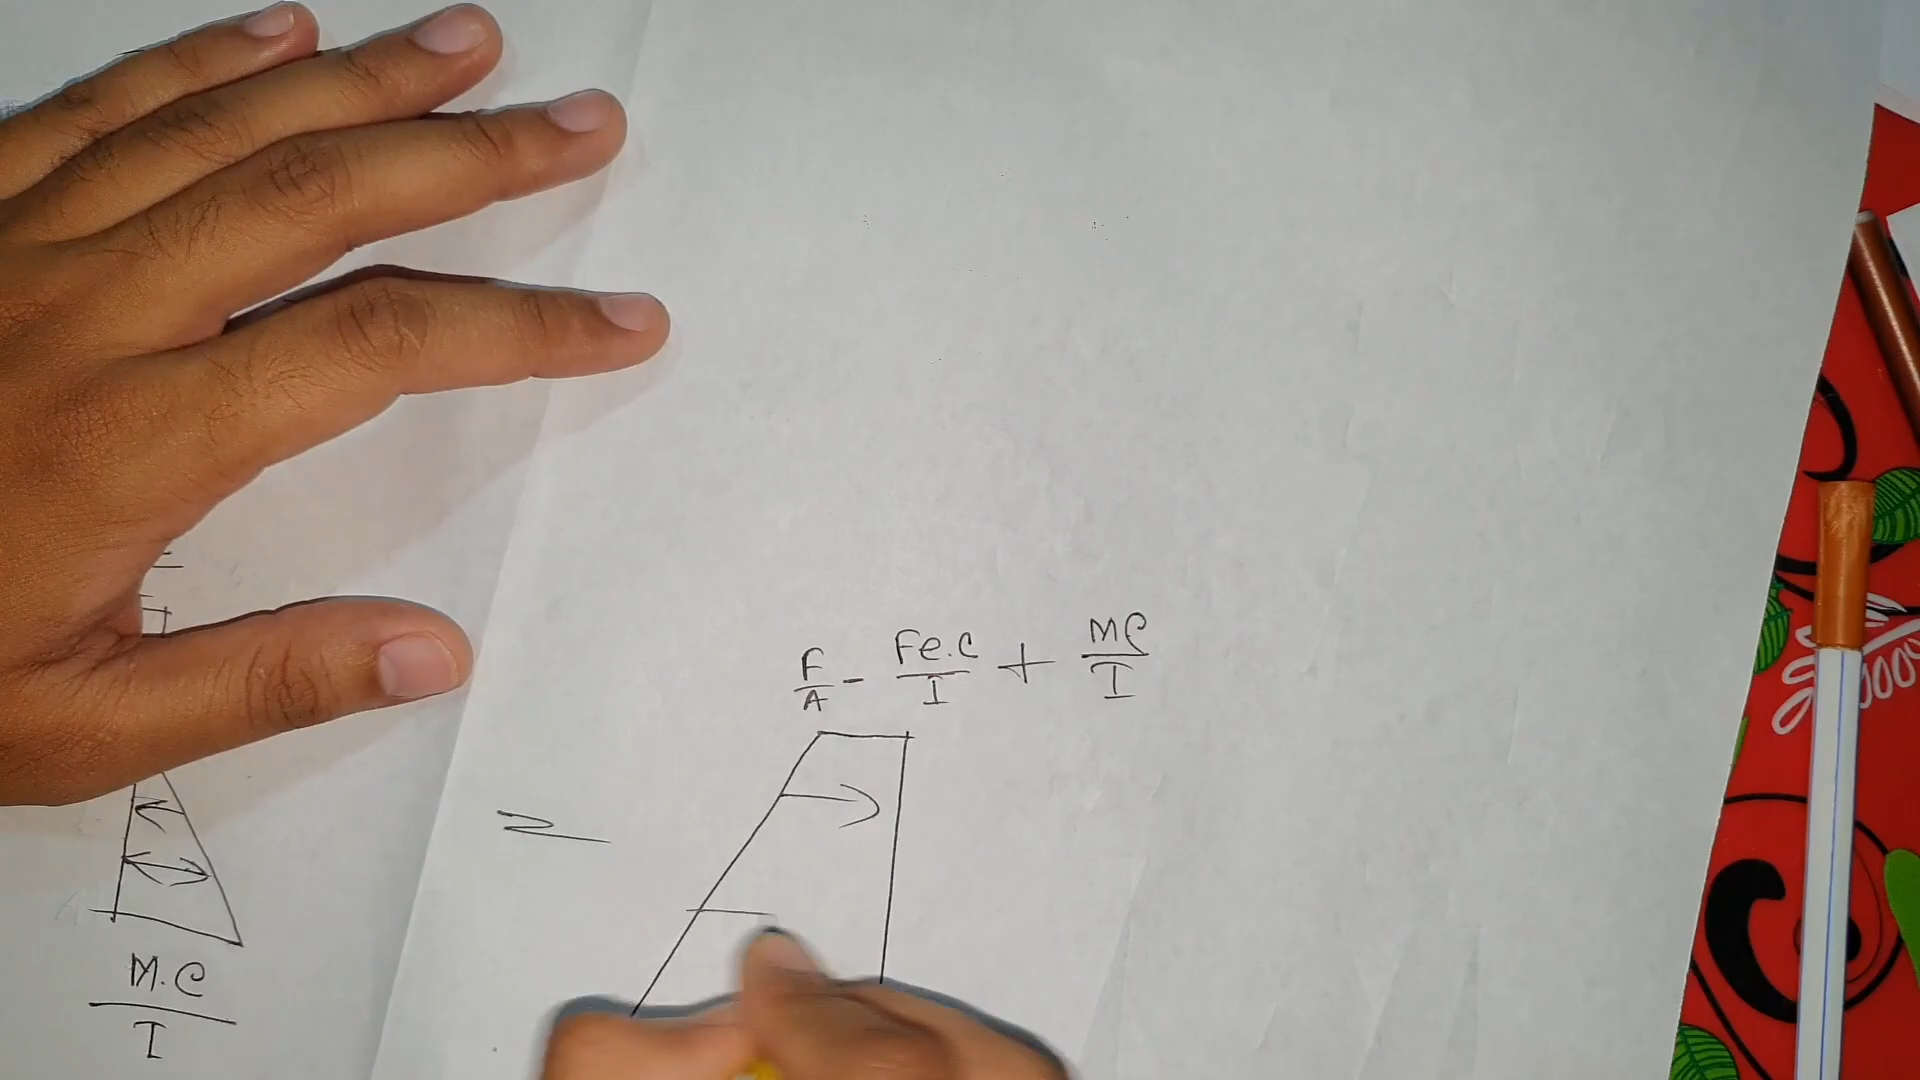 F/A - Fe.C/I + MC/I
=
M.C/I